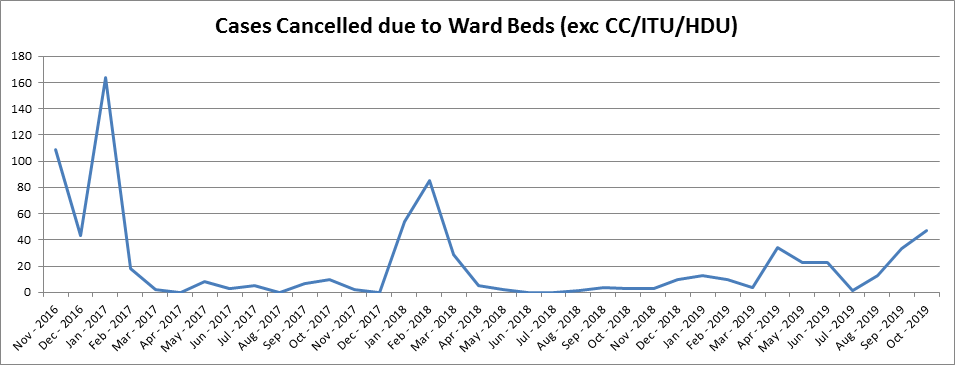 Cases Cancelled due to Ward Beds (exc CC/ITU/HDU)
180
160
140
120
100
80
60
40
20
0
Nov - 2016
Dec - 2016
Jan - 2017
Feb - 2017
Mar - 2017
Apr - 2017
May - 2017
Jun - 2017
Jul - 2017
Aug - 2017
Sep - 2017
Oct - 2017
Nov - 2017
Dec - 2017
Jan - 2018
Feb - 2018
Mar - 2018
Apr - 2018
May - 2018
Jun - 2018
Jul - 2018
Aug - 2018
Sep - 2018
Oct - 2018
Nov - 2018
Dec - 2018
Jan - 2019
Feb - 2019
Mar - 2019
Apr - 2019
May - 2019
Jun - 2019
Jul - 2019
Aug - 2019
Sep - 2019
Oct - 2019